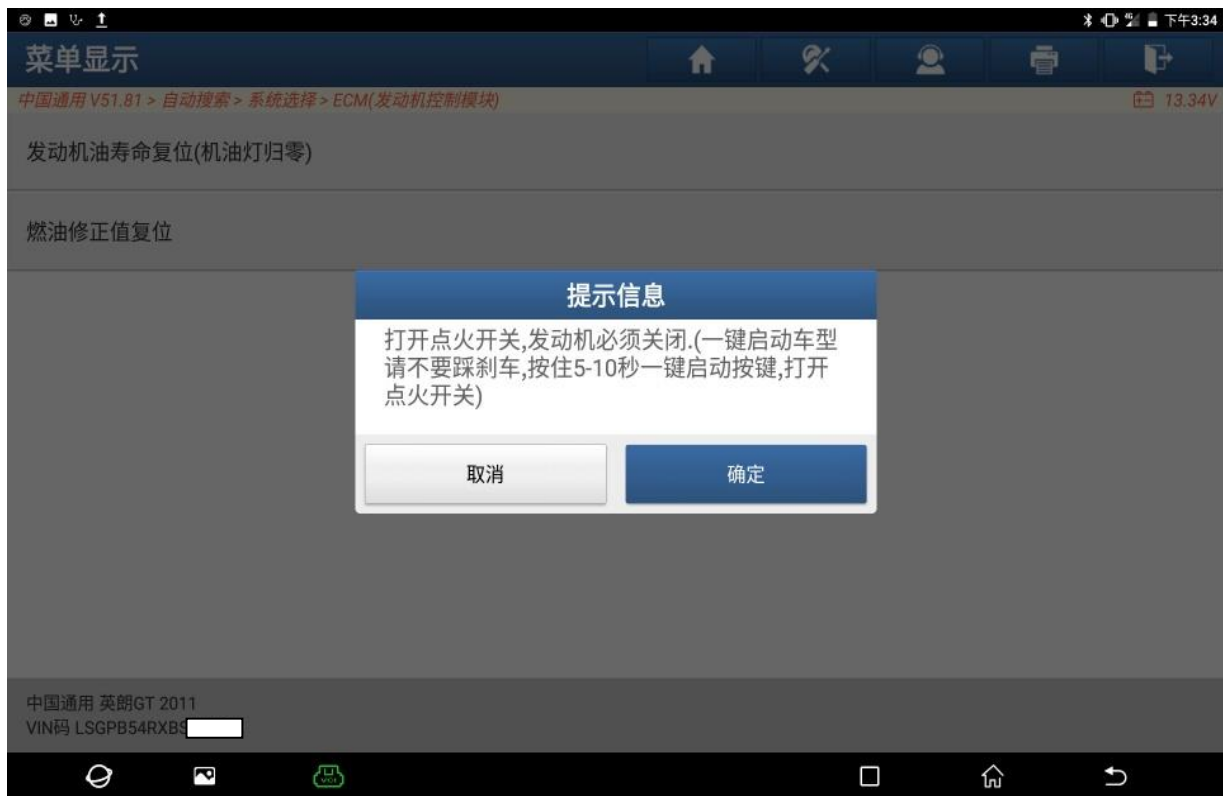 下午3:34
菜单显示
中国通用 V51.81 > 自动搜索 > 系统选择 > ECM(发动机控制模块)
13.34V
发动机油寿命复位(机油灯归零)
燃油修正值复位
提示信息
打开点火开关,发动机必须关闭.(一键启动车型
请不要踩刹车,按住5-10秒一键启动按键,打开
点火开关)
取消
确定
中国通用 英朗GT 2011
VIN码 LSGPB54RXBS
VCI